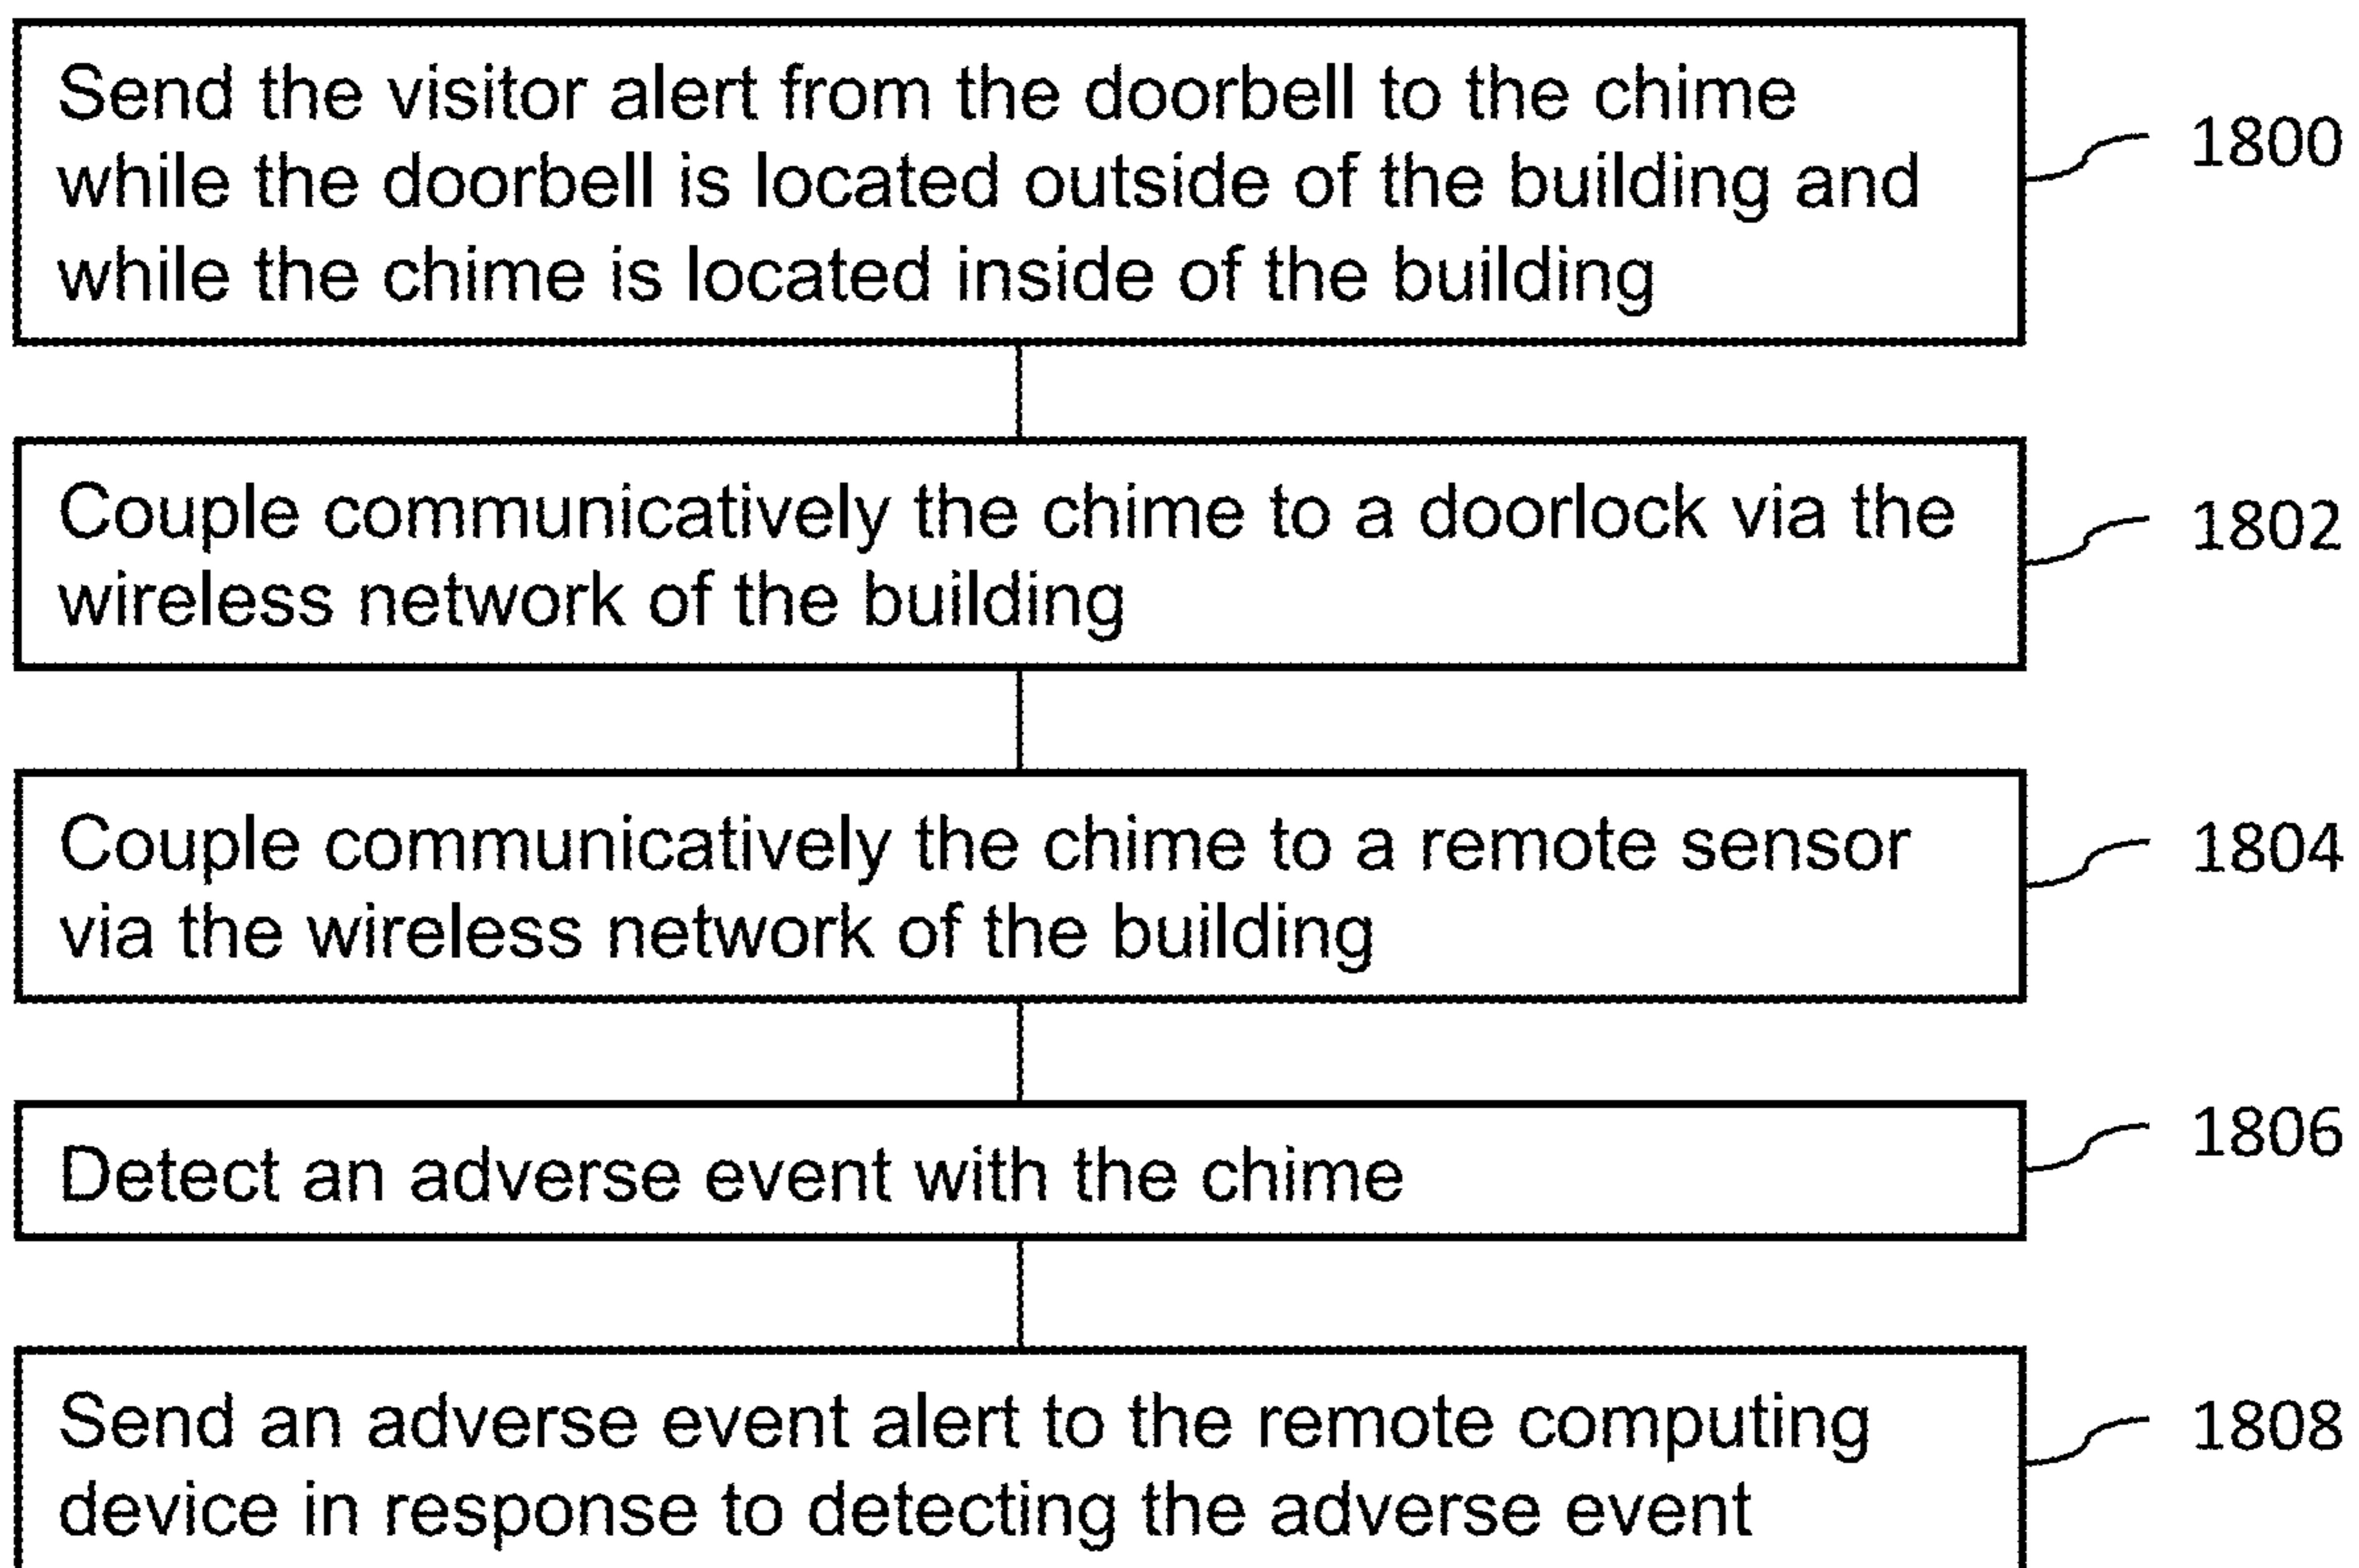 Send the visitor alert from the doorbell to the chime
while the doorbell is located outside of the building and
while the chime is located inside of the building
1800
Couple communicatively the chime to a doorlock via the
wireless network of the building
1802
Couple communicatively the chime to a remote sensor
via the wireless network of the building
1804
Detect an adverse event with the chime
1806
Send an adverse event alert to the remote computing
device in response to detecting the adverse event
1808